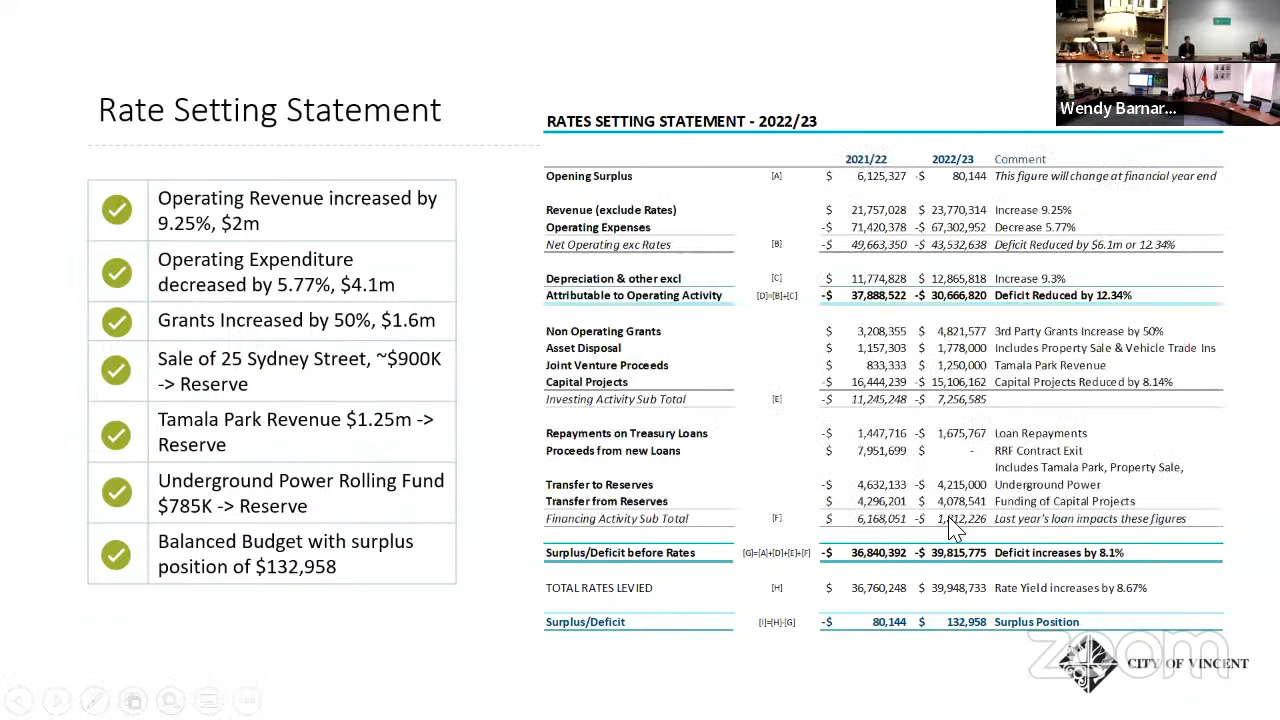 Wendy Barnar...
Rate Setting Statement
Operating Revenue increased by
9.25%, $2m
Operating Expenditure
decreased by 5.77%, $4.1m
Grants Increased by 50%, $1.6m
Sale of 25 Sydney Street, ~$900K
-> Reserve
Tamala Park Revenue $1.25m ->
Reserve
Underground Power Rolling Fund
$785K -> Reserve
Balanced Budget with surplus
position of $132,958
RATES SETTING STATEMENT - 2022/23
2021/22 2022/23 Comment
Opening Surplus [A] $ 6,125,327 -$ 80,144 This figure will change at financial year end
Revenue (exclude Rates) $ 21,757,028 $ 23,770,314 Increase 9.25%
Operating Expenses -$ 71,420,378 -$ 67,302,952 Decrease 5.77%
Net Operating exc Rates [B] -$ 49,663,350 -$ 43,532,638 Deficit Reduced by $6.1m or 12.34%
Depreciation & other excl [C] $ 11,774,828 $ 12,865,818 Increase 9.3%
Attributable to Operating Activity [D]=[B]+[C] -$ 37,888,522 -$ 30,666,820 Deficit Reduced by 12.34%
Non Operating Grants $ 3,208,355 $ 4,821,577 3rd Party Grants Increase by 50%
Asset Disposal $ 1,157,303 $ 1,778,000 Includes Property Sale & Vehicle Trade Ins
Joint Venture Proceeds $ 833,333 $ 1,250,000 Tamala Park Revenue
Capital Projects -$ 16,444,239 -$ 15,106,162 Capital Projects Reduced by 8.14%
Investing Activity Sub Total [E] -$ 11,245,248 -$ 7,256,585
Repayments on Treasury Loans -$ 1,447,716 -$ 1,675,767 Loan Repayments
Proceeds from new Loans $ 7,951,699 $ - RRF Contract Exit
Includes Tamala Park, Property Sale,
Transfer to Reserves -$ 4,632,133 -$ 4,215,000 Underground Power
Transfer from Reserves $ 4,296,201 $ 4,078,541 Funding of Capital Projects
Financing Activity Sub Total [F] $ 6,168,051 -$ 1,812,226 Last year's loan impacts these figures
Surplus/Deficit before Rates [G]=[A]+[D]+[E]+[F] -$ 36,840,392 -$ 39,815,775 Deficit increases by 8.1%
TOTAL RATES LEVIED [H] $ 36,760,248 $ 39,948,733 Rate Yield increases by 8.67%
Surplus/Deficit [I]=[H]-[G] -$ 80,144 $ 132,958 Surplus Position
zoom
CITY OF VINCENT